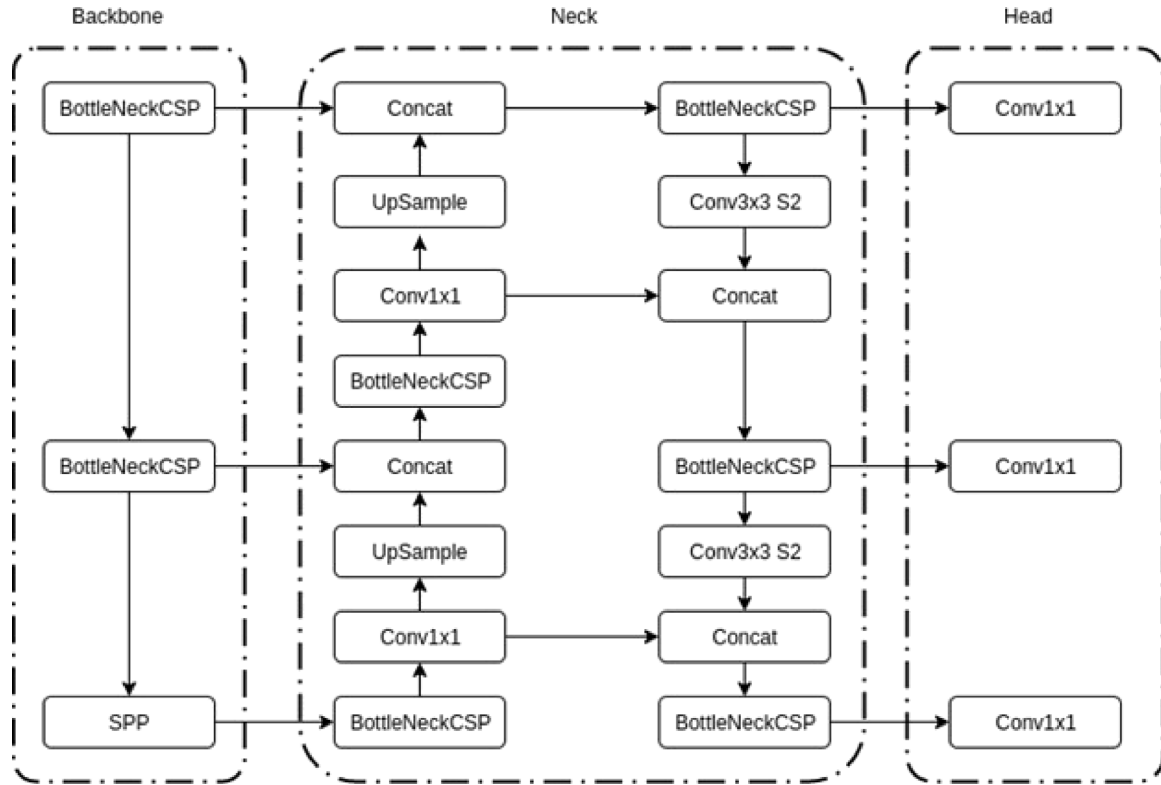 Backbone
Neck
Head
BottleNeckCSP
Concat
BottleNeckCSP
Conv1x1
UpSample
Conv3x3 S2
Conv1x1
Concat
BottleNeckCSP
BottleNeckCSP
Concat
BottleNeckCSP
Conv1x1
UpSample
Conv3x3 S2
Conv1x1
Concat
SPP
BottleNeckCSP
BottleNeckCSP
Conv1x1